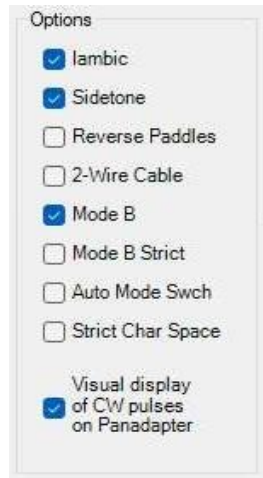 Options
Iambic
Sidetone
Reverse Paddles
2-Wire Cable
Mode B
Mode B Strict
Auto Mode Swch
Strict Char Space
Visual display
of CW pulses
on Panadapter